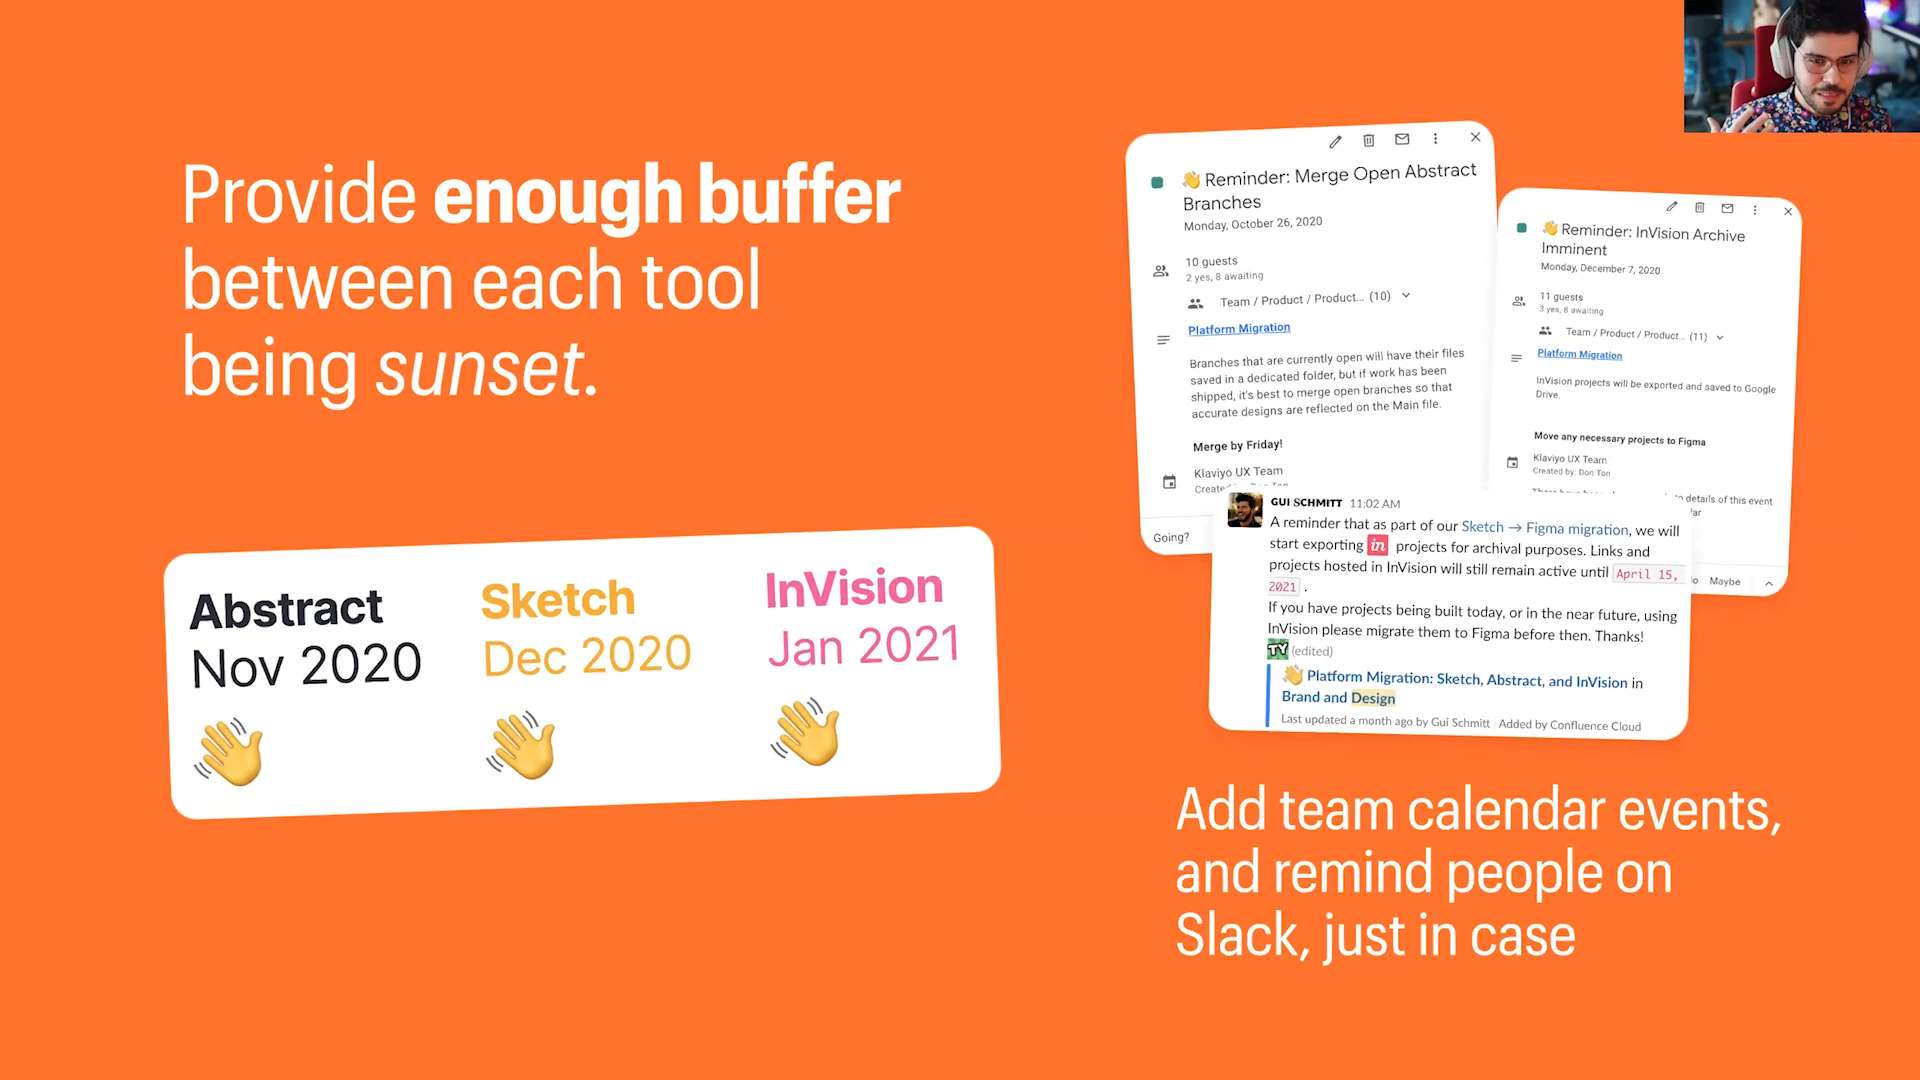 Provide enough buffer
between each tool
being sunset.
Abstract
Nov 2020
Sketch
Dec 2020
InVision
Jan 2021
Reminder: Merge Open Abstract
Branches
Monday, October 26, 2020
10 guests
2 yes, 8 awaiting
Team / Product / Product... (10)
Platform Migration
Branches that are currently open will have their files
saved in a dedicated folder, but if work has been
shipped, it's best to merge open branches so that
accurate designs are reflected on the Main file.
Merge by Friday!
Klaviyo UX Team
Going?
Reminder: InVision Archive
Imminent
Monday, December 7, 2020
11 guests
3 yes, 8 awaiting
Team / Product / Product... (11)
Platform Migration
InVision projects will be exported and saved to Google
Drive.
Move any necessary projects to Figma
Klaviyo UX Team
Created by: Don Ton
details of this event
Maybe
GUI SCHMITT 11:02 AM
A reminder that as part of our Sketch → Figma migration, we will
start exporting in projects for archival purposes. Links and
projects hosted in InVision will still remain active until April 15,
2021 .
If you have projects being built today, or in the near future, using
InVision please migrate them to Figma before then. Thanks!
TY (edited)
Platform Migration: Sketch, Abstract, and InVision in
Brand and Design
Last updated a month ago by Gui Schmitt Added by Confluence Cloud
Add team calendar events,
and remind people on
Slack, just in case